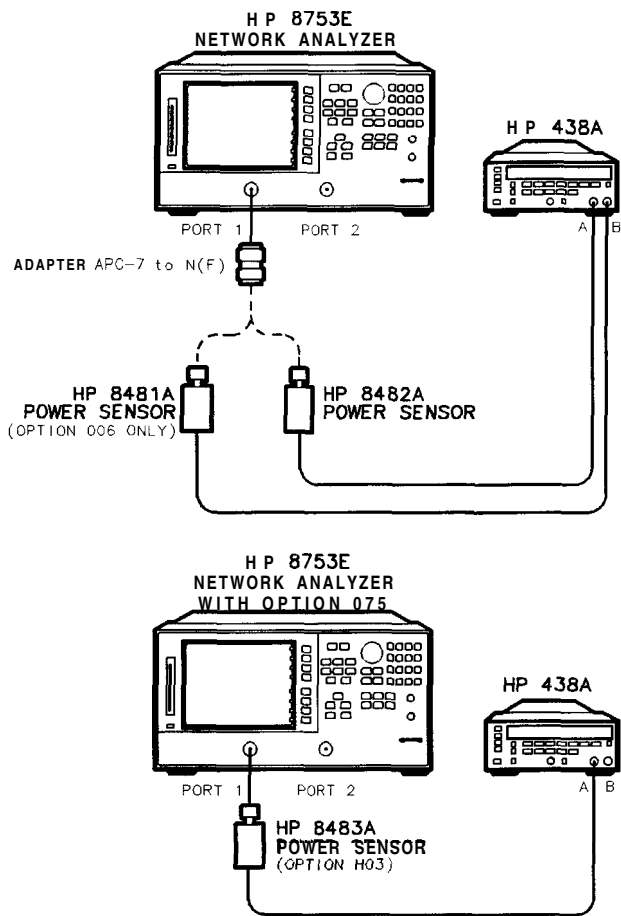 HP 8753E
NETWORK ANALYZER
HP 438A
PORT 1 PORT 2
A B
ADAPTER APC-7 to N(F)
HP 8481A
POWER SENSOR
(OPTION 006 ONLY)
HP 8482A
POWER SENSOR
HP 8753E
NETWORK ANALYZER
WITH OPTION 075
HP 438A
PORT 1 PORT 2
A B
HP 8483A
POWER SENSOR
(OPTION H03)